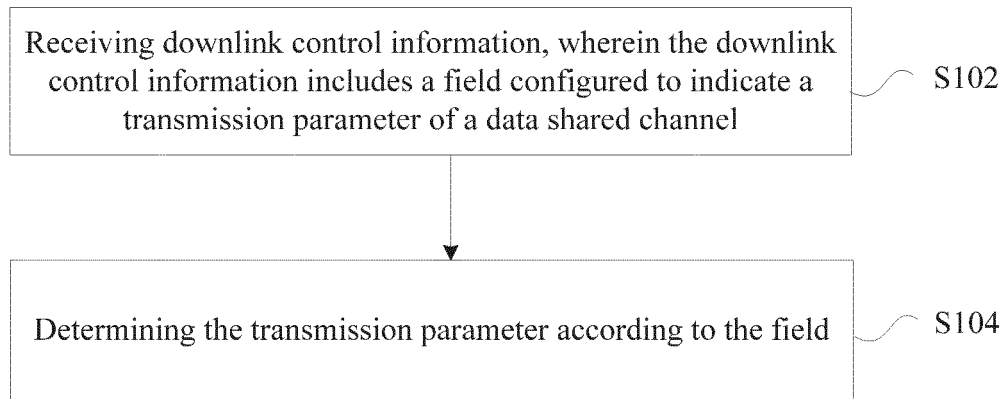 Receiving downlink control information, wherein the downlink
control information includes a field configured to indicate a
transmission parameter of a data shared channel
S102
Determining the transmission parameter according to the field
S104